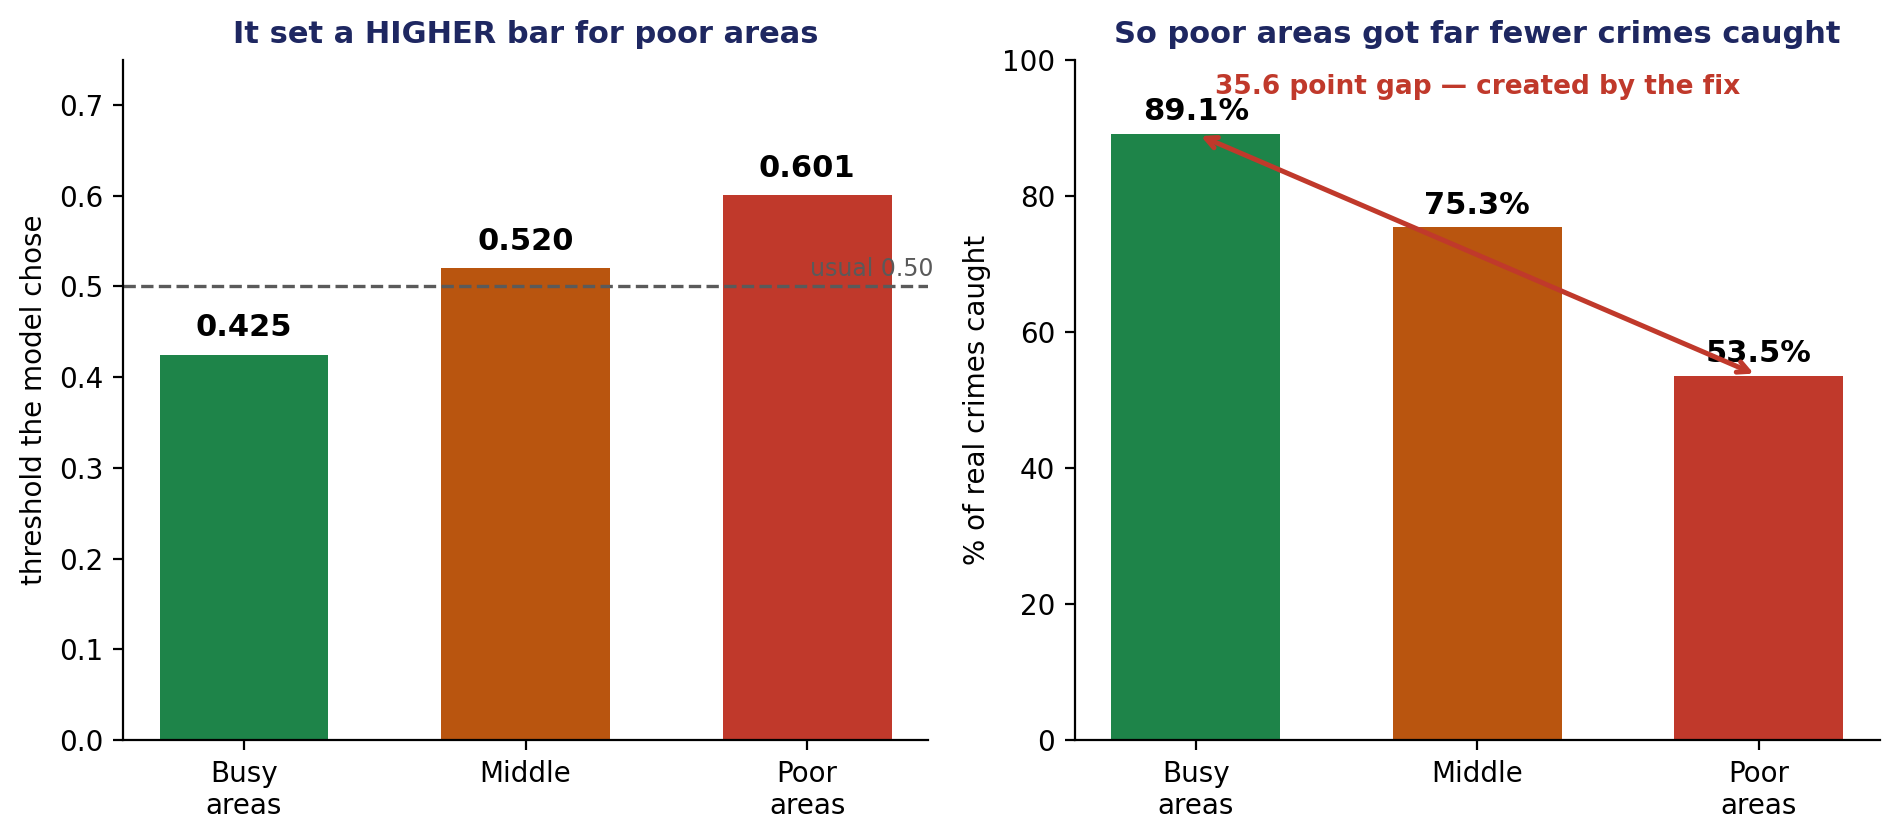 It set a HIGHER bar for poor areas
threshold the model chose
0.7
0.6
0.5
0.4
0.3
0.2
0.1
0.0
0.425
0.520
0.601
usual 0.50
Busy
areas
Middle
Poor
areas
So poor areas got far fewer crimes caught
35.6 point gap — created by the fix
% of real crimes caught
100
80
60
40
20
0
89.1%
75.3%
53.5%
Busy
areas
Middle
Poor
areas